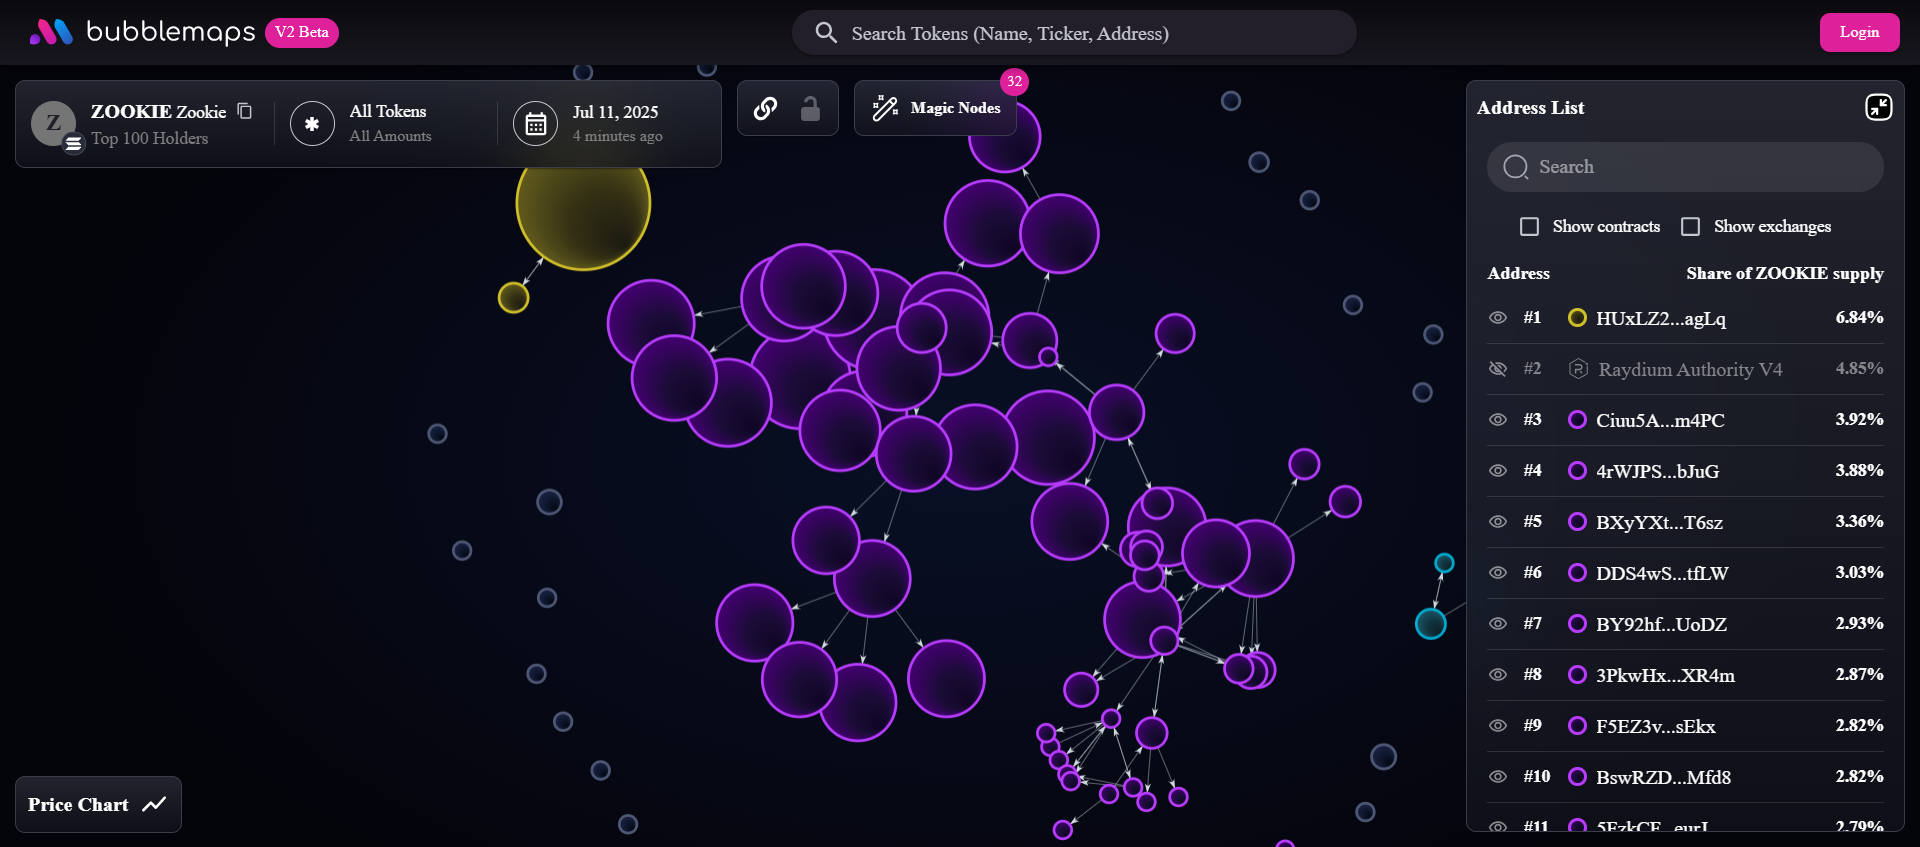 bubblemaps V2 Beta
Search Tokens (Name, Ticker, Address)
Login
Z
ZOOKIE Zookie
Top 100 Holders
All Tokens
All Amounts
Jul 11, 2025
4 minutes ago
Magic Nodes
32
Address List
Search
Show contracts
Show exchanges
Address Share of ZOOKIE supply
#1 HUxLZ2...agLq 6.84%
#2 Raydium Authority V4 4.85%
#3 Ciuu5A...m4PC 3.92%
#4 4rWJPS...bJuG 3.88%
#5 BXyYXt...T6sz 3.36%
#6 DDS4wS...tfLW 3.03%
#7 BY92hf...UoDZ 2.93%
#8 3PkwHx...XR4m 2.87%
#9 F5EZ3v...sEkx 2.82%
#10 BswRZD...Mfd8 2.82%
#11 2.79%
Price Chart